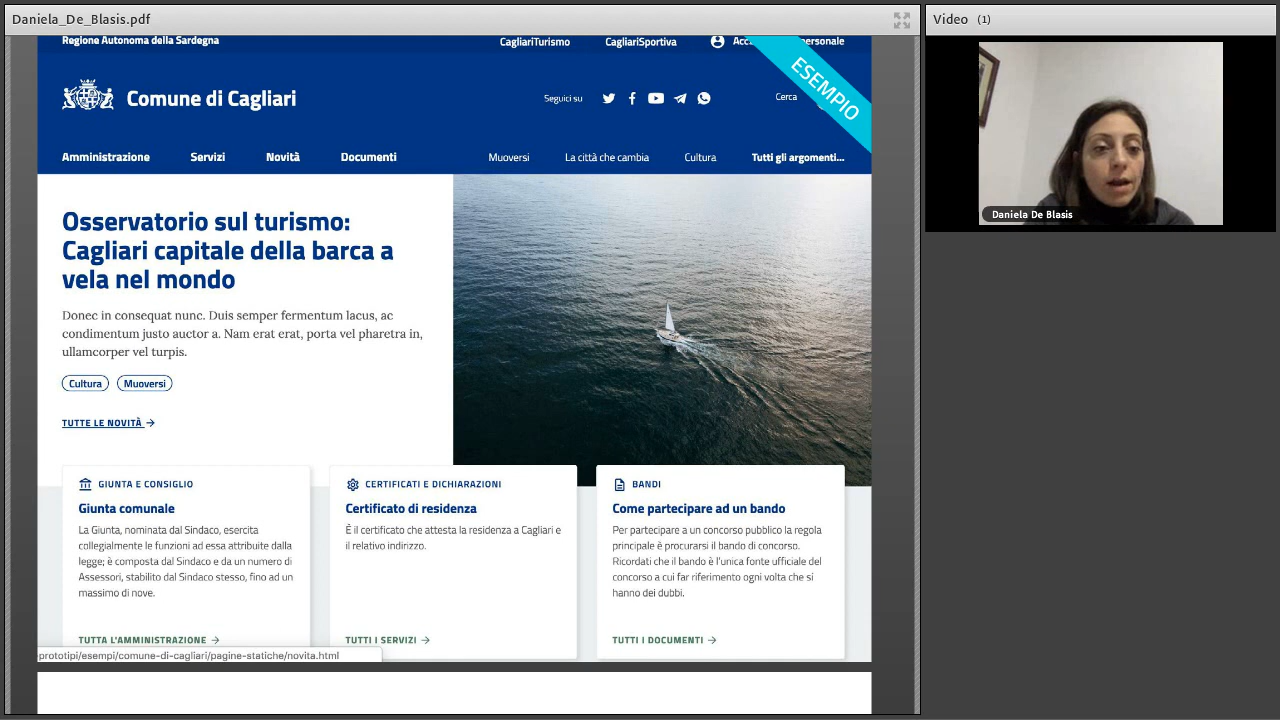 Daniela_De_Blasis.pdf
Video (1)
Regione Autonoma della Sardegna
CagliariTurismo
CagliariSportiva
ESEMPIO
Comune di Cagliari
Seguici su
Cerca
Amministrazione
Servizi
Novità
Documenti
Muoversi
La città che cambia
Cultura
Tutti gli argomenti...
Daniela De Blasis
Osservatorio sul turismo:
Cagliari capitale della barca a
vela nel mondo
Donec in consequat nunc. Duis semper fermentum lacus, ac
condimentum justo auctor a. Nam erat erat, porta vel pharetra in,
ullamcorper vel turpis.
Cultura
Muoversi
TUTTE LE NOVITÀ
GIUNTA E CONSIGLIO
Giunta comunale
La Giunta, nominata dal Sindaco, esercita
collegialmente le funzioni ad essa attribuite dalla
legge; è composta dal Sindaco e da un numero di
Assessori, stabilito dal Sindaco stesso, fino ad un
massimo di nove.
TUTTA L'AMMINISTRAZIONE
CERTIFICATI E DICHIARAZIONI
Certificato di residenza
È il certificato che attesta la residenza a Cagliari e
il relativo indirizzo.
TUTTI I SERVIZI
BANDI
Come partecipare ad un bando
Per partecipare a un concorso pubblico la regola
principale è procurarsi il bando di concorso.
Ricordati che il bando è l'unica fonte ufficiale del
concorso a cui far riferimento ogni volta che si
hanno dei dubbi.
TUTTI I DOCUMENTI
prototipi/esempi/comune-di-cagliari/pagine-statiche/novita.html